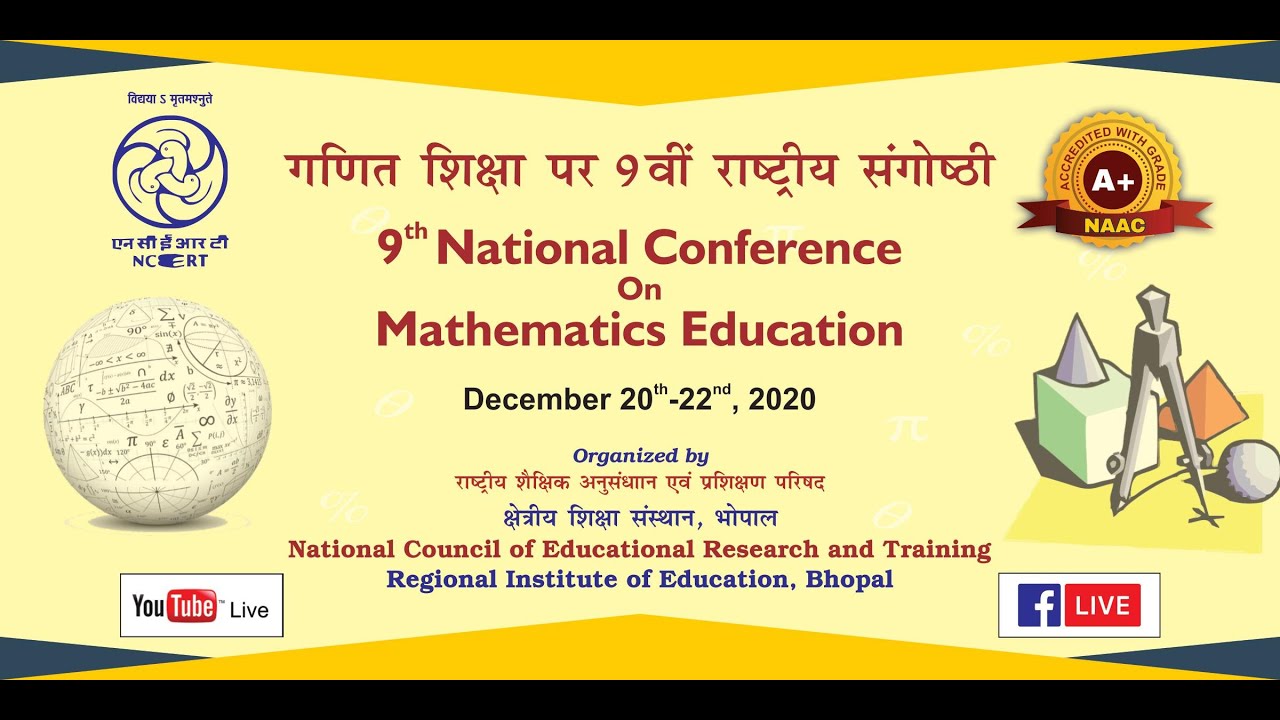 विद्यया ऽ मृतमश्नुते
एन सी ई आर टी
NCERT
गणित शिक्षा पर 9वीं राष्ट्रीय संगोष्ठी
9th National Conference
On
Mathematics Education
December 20th-22nd, 2020
Organized by
राष्ट्रीय शैक्षिक अनुसंधाान एवं प्रशिक्षण परिषद
क्षेत्रीय शिक्षा संस्थान, भोपाल
National Council of Educational Research and Training
Regional Institute of Education, Bhopal
ACCREDITED WITH GRADE
A+
NAAC
YouTube Live
f LIVE